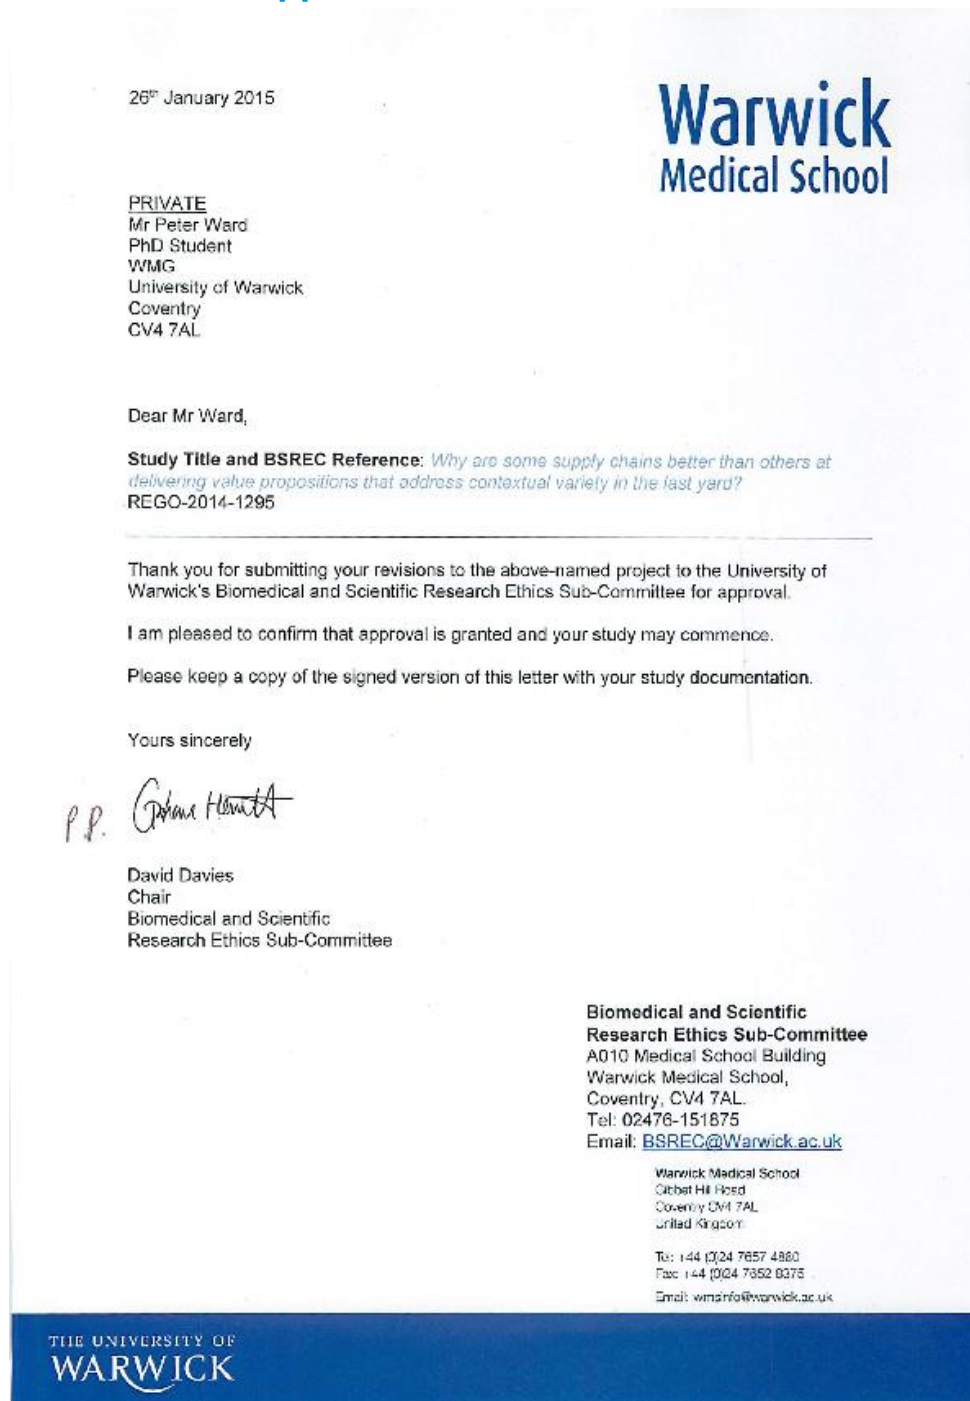 26th January 2015
Warwick
Medical School
PRIVATE
Mr Peter Ward
PhD Student
WMG
University of Warwick
Coventry
CV4 7AL
Dear Mr Ward,
Study Title and BSREC Reference: Why are some supply chains better than others at
delivering value propositions that address contextual variety in the last yard?
REGO-2014-1295
Thank you for submitting your revisions to the above-named project to the University of
Warwick's Biomedical and Scientific Research Ethics Sub-Committee for approval.
I am pleased to confirm that approval is granted and your study may commence.
Please keep a copy of the signed version of this letter with your study documentation.
Yours sincerely
P.P.
David Davies
Chair
Biomedical and Scientific
Research Ethics Sub-Committee
Biomedical and Scientific
Research Ethics Sub-Committee
A010 Medical School Building
Warwick Medical School,
Coventry, CV4 7AL.
Tel: 02476-151875
Email: BSREC@Warwick.ac.uk
Warwick Medical School
Gibbet Hill Road
Coventry CV4 7AL
United Kingdom
Tel: +44 (0)24 7657 4880
Fax: +44 (0)24 7652 8375
Email: wmsinfo@warwick.ac.uk
THE UNIVERSITY OF
WARWICK